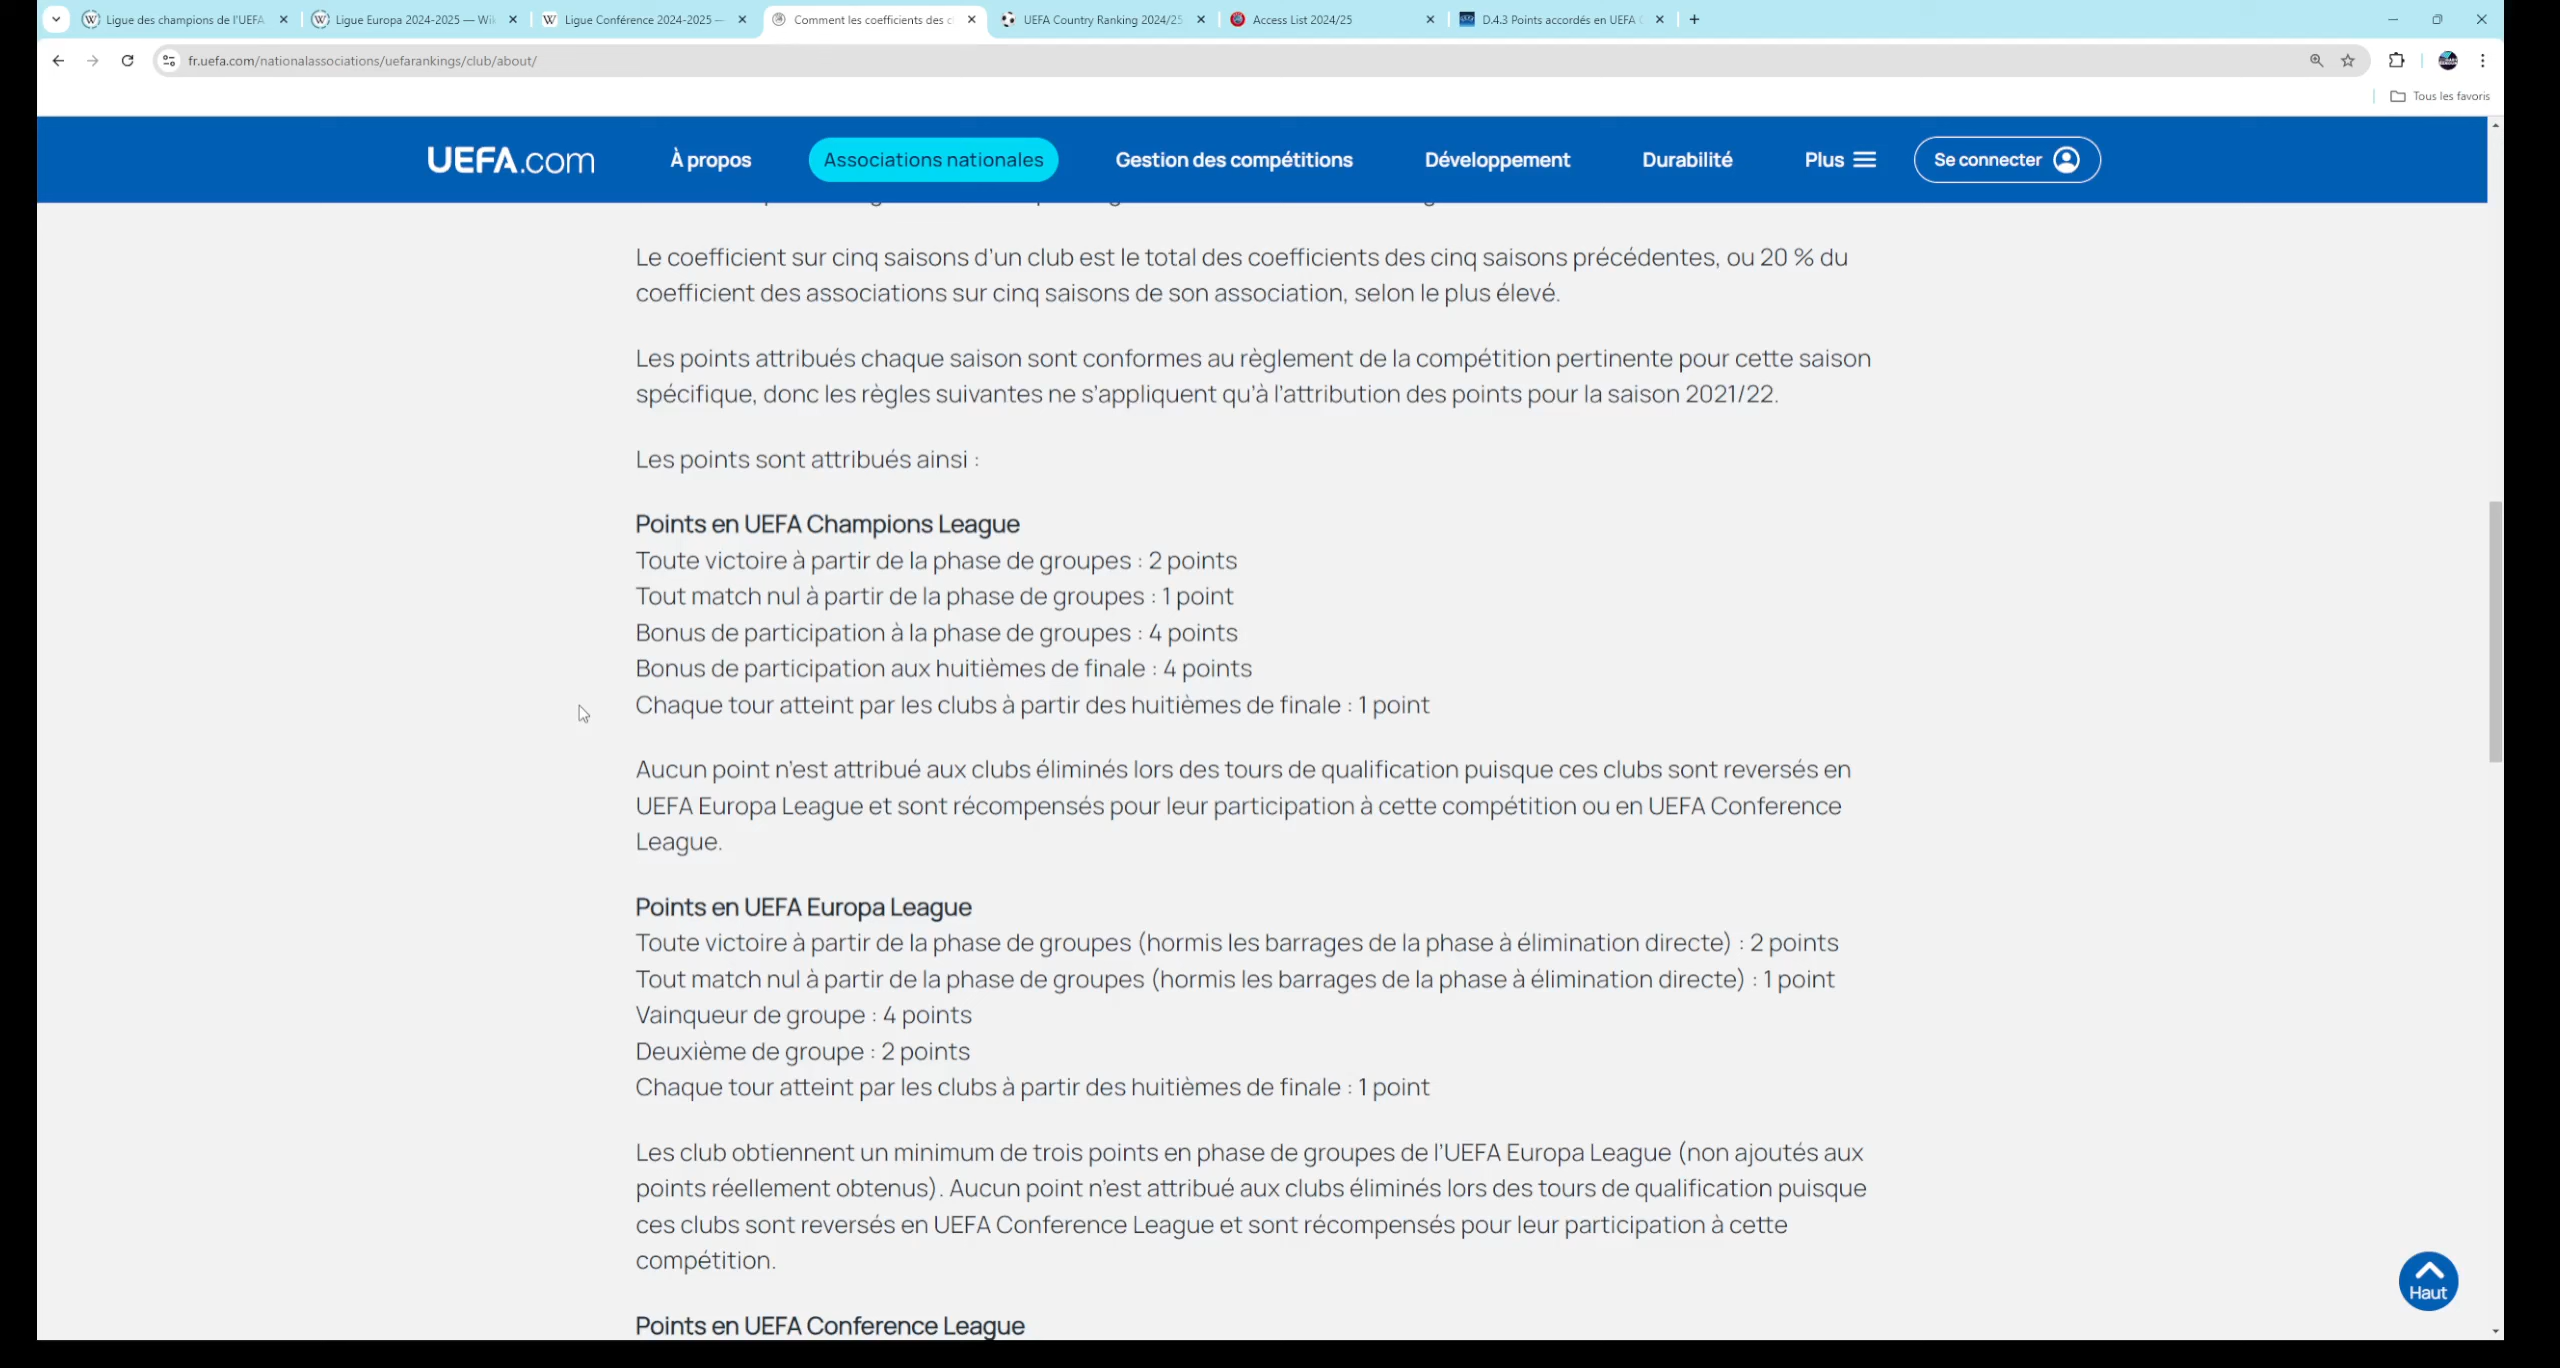 Ligue des champions de l'UEFA
Ligue Europa 2024-2025 — Wi
Ligue Conférence 2024-2025 —
Comment les coefficients des c
UEFA Country Ranking 2024/25
Access List 2024/25
D.4.3 Points accordés en UEFA
fr.uefa.com/nationalassociations/uefarankings/club/about/
Tous les favoris
UEFA.com
À propos
Associations nationales
Gestion des compétitions
Développement
Durabilité
Plus
Se connecter
Le coefficient sur cinq saisons d'un club est le total des coefficients des cinq saisons précédentes, ou 20 % du
coefficient des associations sur cinq saisons de son association, selon le plus élevé.
Les points attribués chaque saison sont conformes au règlement de la compétition pertinente pour cette saison
spécifique, donc les règles suivantes ne s'appliquent qu'à l'attribution des points pour la saison 2021/22.
Les points sont attribués ainsi :
Points en UEFA Champions League
Toute victoire à partir de la phase de groupes : 2 points
Tout match nul à partir de la phase de groupes : 1 point
Bonus de participation à la phase de groupes : 4 points
Bonus de participation aux huitièmes de finale : 4 points
Chaque tour atteint par les clubs à partir des huitièmes de finale : 1 point
Aucun point n'est attribué aux clubs éliminés lors des tours de qualification puisque ces clubs sont reversés en
UEFA Europa League et sont récompensés pour leur participation à cette compétition ou en UEFA Conference
League.
Points en UEFA Europa League
Toute victoire à partir de la phase de groupes (hormis les barrages de la phase à élimination directe) : 2 points
Tout match nul à partir de la phase de groupes (hormis les barrages de la phase à élimination directe) : 1 point
Vainqueur de groupe : 4 points
Deuxième de groupe : 2 points
Chaque tour atteint par les clubs à partir des huitièmes de finale : 1 point
Les club obtiennent un minimum de trois points en phase de groupes de l'UEFA Europa League (non ajoutés aux
points réellement obtenus). Aucun point n'est attribué aux clubs éliminés lors des tours de qualification puisque
ces clubs sont reversés en UEFA Conference League et sont récompensés pour leur participation à cette
compétition.
Haut
Points en UEFA Conference League